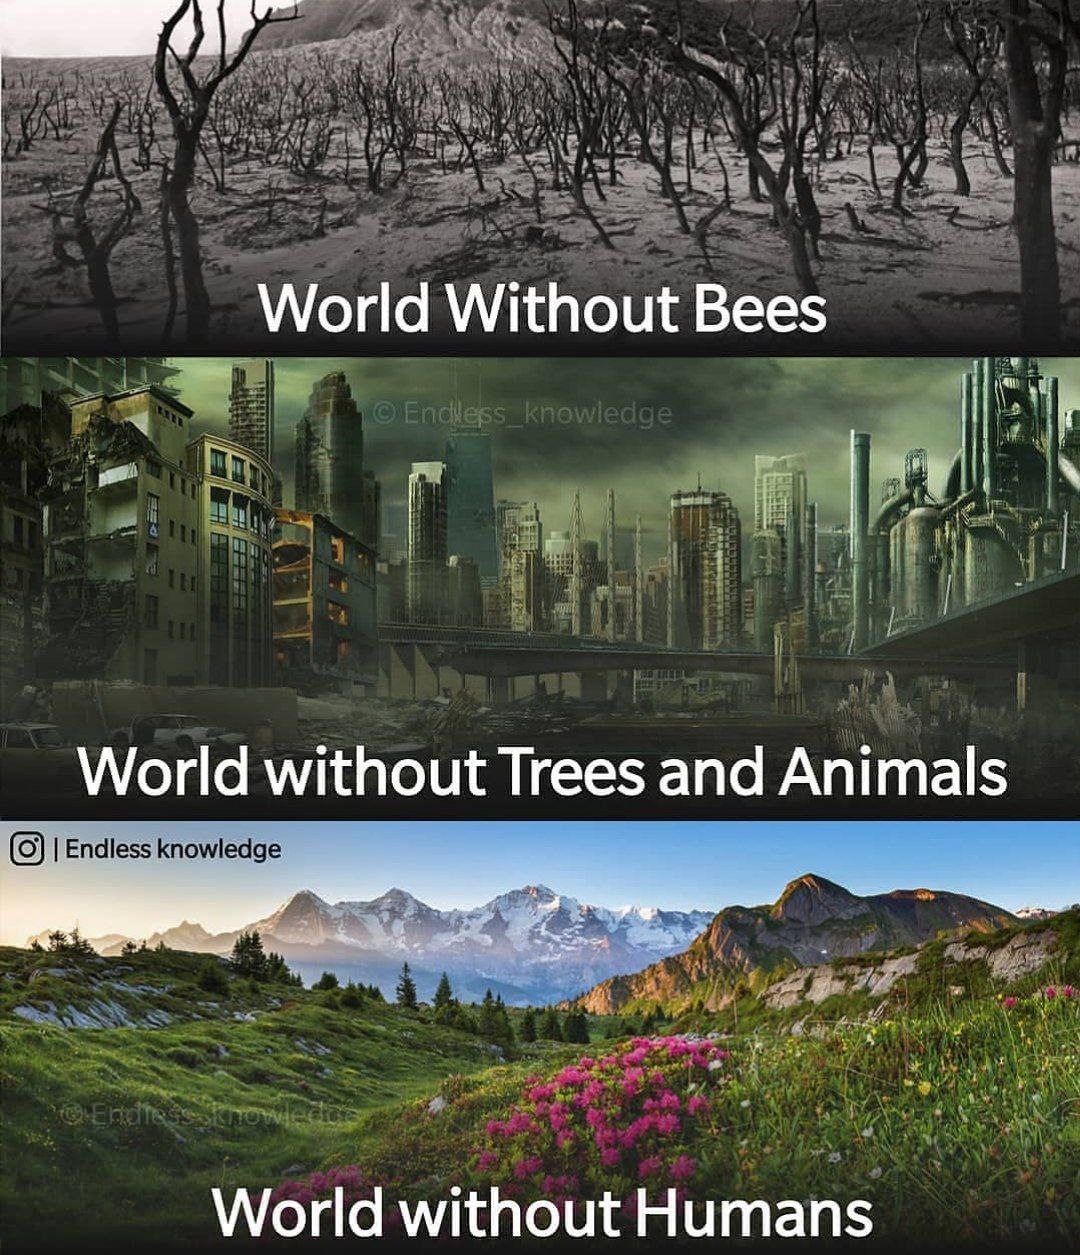 World Without Bees
© Endless_knowledge
World without Trees and Animals
| Endless knowledge
© Endless_knowledge
World without Humans